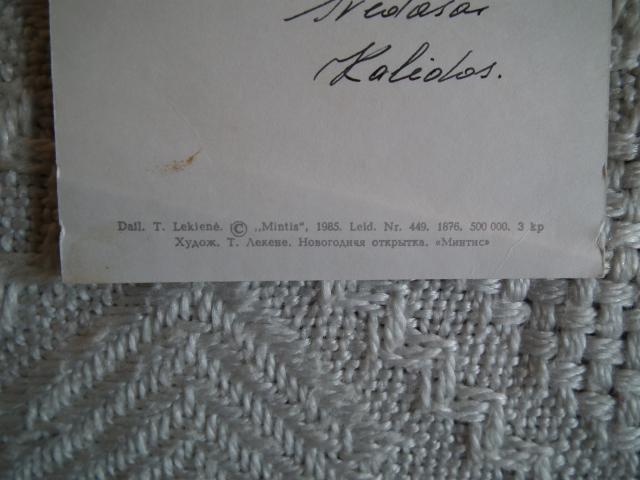 Kalėdos.
Dail. T. Lekienė. © „Mintis“, 1985. Leid. Nr. 449. 1876. 500 000. 3 kp
Худож. Т. Лекене. Новогодняя открытка. «Минтис»